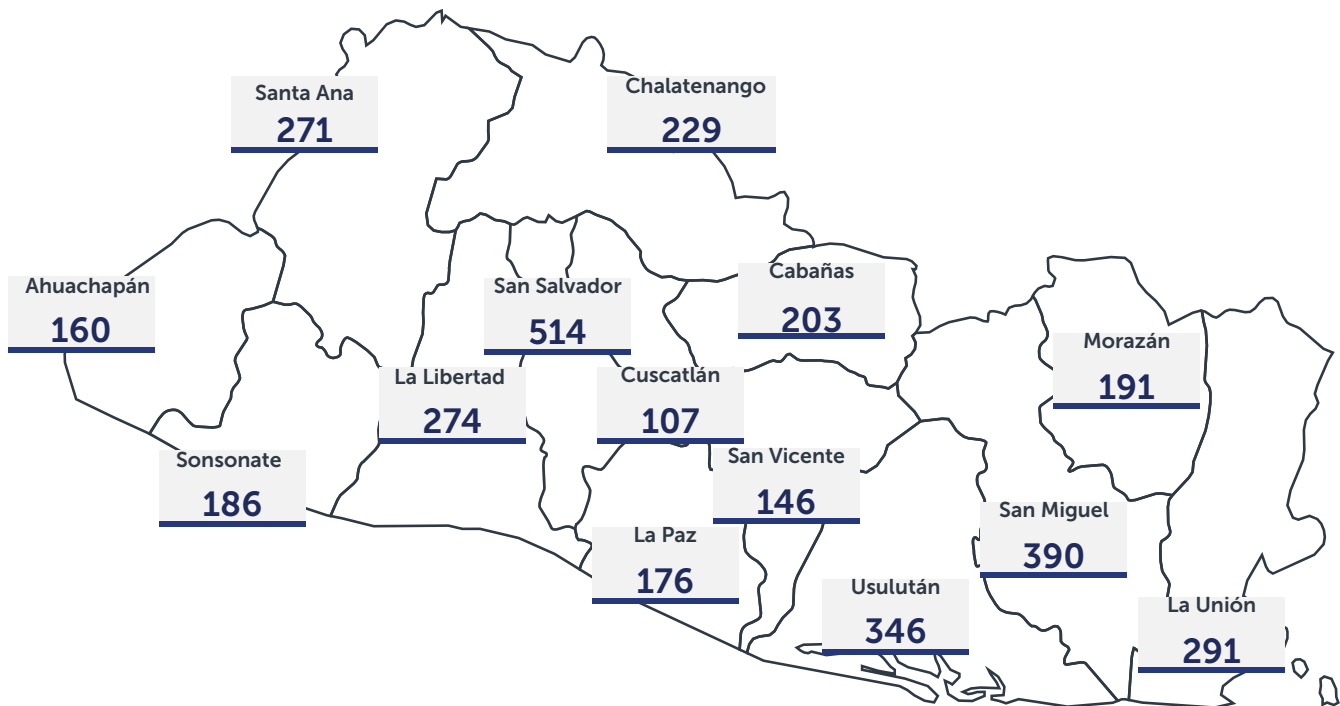 Santa Ana
271
Chalatenango
229
Ahuachapán
160
San Salvador
514
Cabañas
203
La Libertad
274
Cuscatlán
107
Morazán
191
Sonsonate
186
San Vicente
146
La Paz
176
San Miguel
390
Usulután
346
La Unión
291